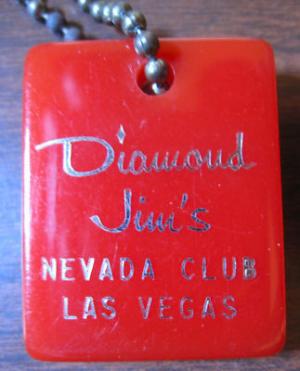 Diamond
Jim's
NEVADA CLUB
LAS VEGAS